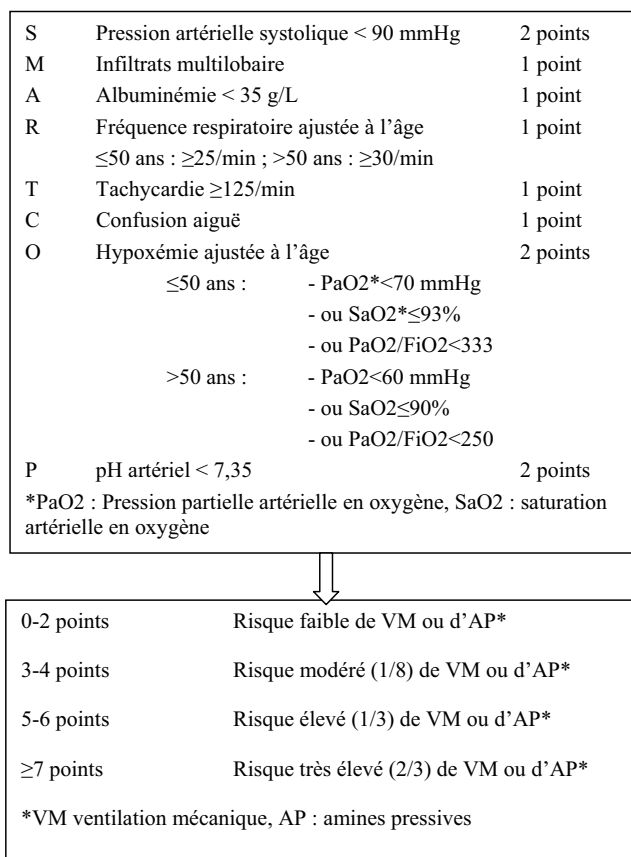 S Pression artérielle systolique < 90 mmHg 2 points
M Infiltrats multilobaire 1 point
A Albuminémie < 35 g/L 1 point
R Fréquence respiratoire ajustée à l’âge 1 point
≤50 ans : ≥25/min ; >50 ans : ≥30/min
T Tachycardie ≥125/min 1 point
C Confusion aiguë 1 point
O Hypoxémie ajustée à l’âge 2 points
≤50 ans : - PaO2*<70 mmHg
- ou SaO2*≤93%
- ou PaO2/FiO2<333
>50 ans : - PaO2<60 mmHg
- ou SaO2≤90%
- ou PaO2/FiO2<250
P pH artériel < 7,35 2 points
*PaO2 : Pression partielle artérielle en oxygène, SaO2 : saturation
artérielle en oxygène
0-2 points Risque faible de VM ou d’AP*
3-4 points Risque modéré (1/8) de VM ou d’AP*
5-6 points Risque élevé (1/3) de VM ou d’AP*
≥7 points Risque très élevé (2/3) de VM ou d’AP*
*VM ventilation mécanique, AP : amines pressives